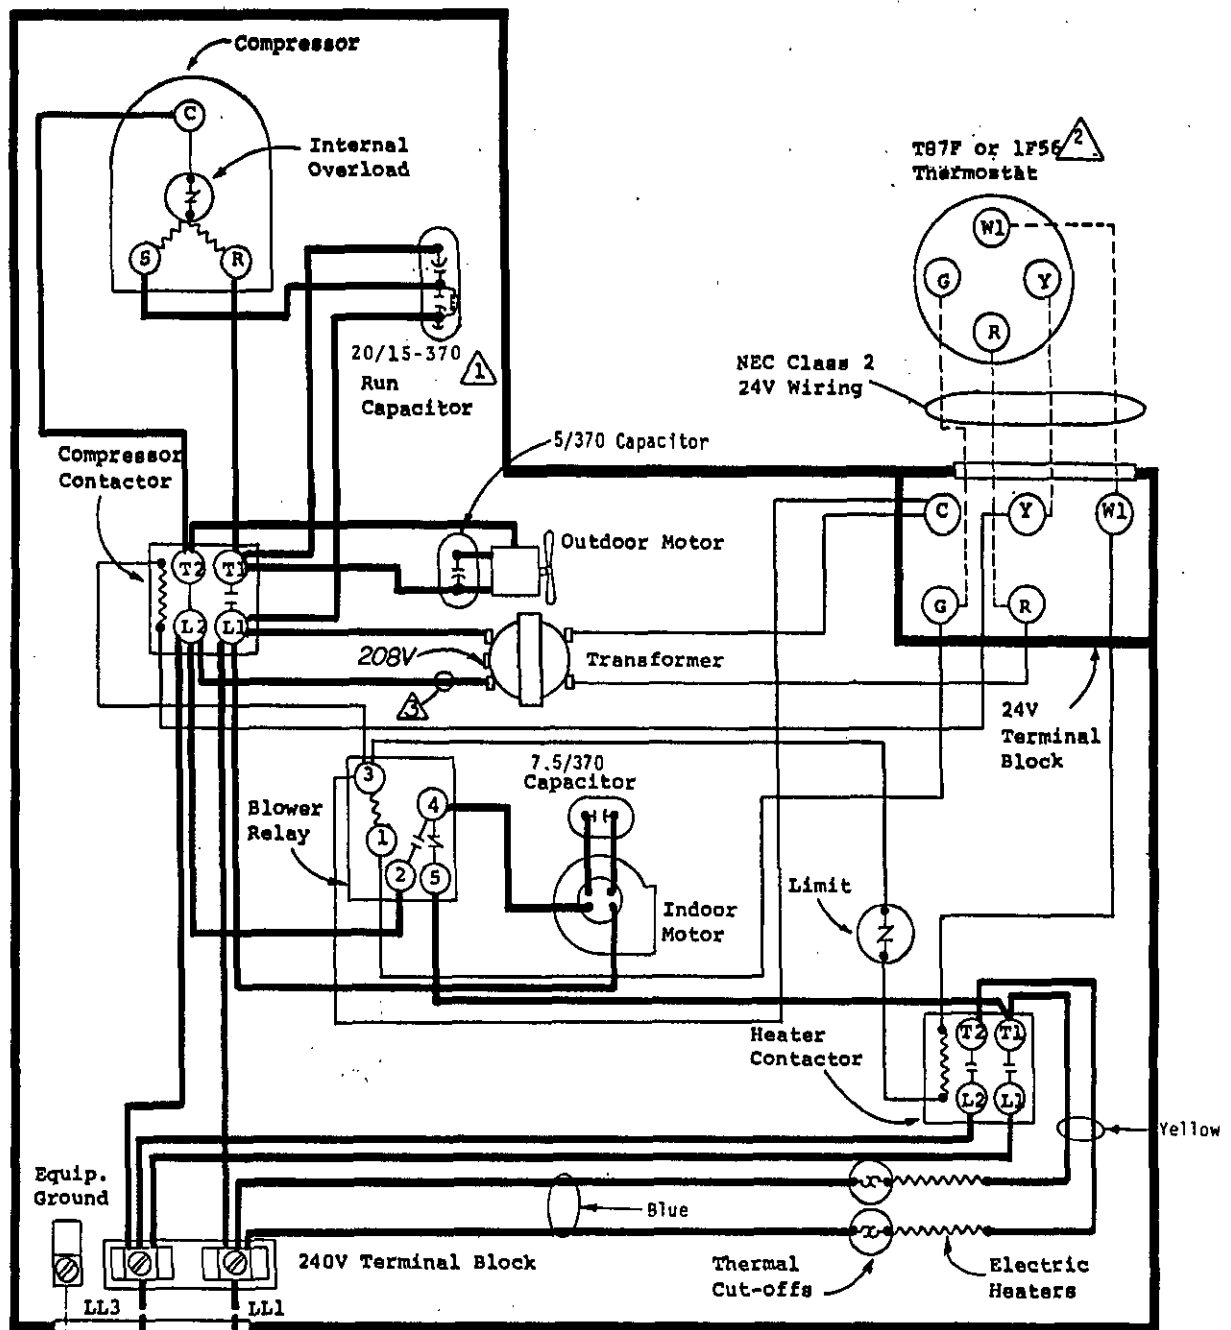 Compressor
C
Internal
Overload
S
R
20/15-370
1
Run
Capacitor
T87F or 1F56
2
Thermostat
W1
G
Y
R
NEC Class 2
24V Wiring
5/370 Capacitor
Compressor
Contactor
T2
T1
L2
L1
Outdoor Motor
C
Y
W1
G
R
208V
Transformer
3
24V
Terminal
Block
7.5/370
Capacitor
Blower
Relay
3
4
1
2
5
Indoor
Motor
Limit
Heater
Contactor
T2
T1
L2
L1
Yellow
Blue
Equip.
Ground
240V Terminal Block
Thermal
Cut-offs
Electric
Heaters
LL3
LL1